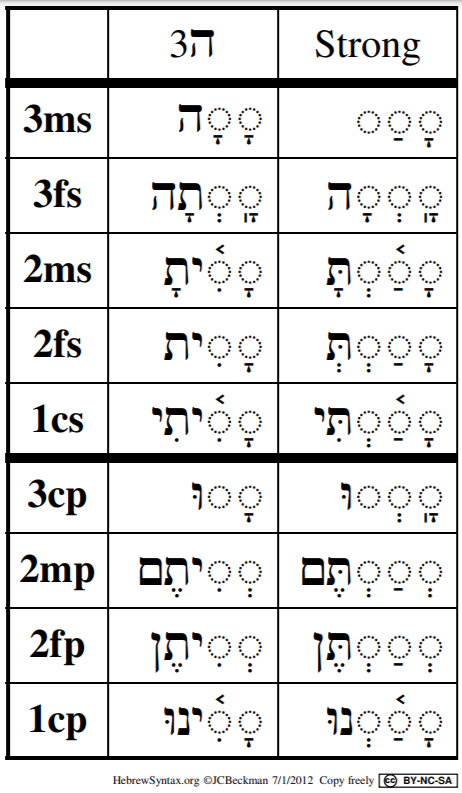 3ה Strong
3ms ◌ָ◌ָה ◌ָ◌ַ◌
3fs ◌ָֽ◌ְתָה ◌ָֽ◌ְ◌ָה
2ms ◌ָ◌ִ֫יתָ ◌ָ◌ַ֫◌ְתָּ
2fs ◌ָ◌ִית ◌ָ◌ַ◌ְתְּ
1cs ◌ָ◌ִ֫יתִי ◌ָ◌ַ֫◌ְתִּי
3cp ◌ָ◌וּ ◌ָֽ◌ְ◌וּ
2mp ◌ְ◌ִיתֶם ◌ְ◌ַ◌ְתֶּם
2fp ◌ְ◌ִיתֶן ◌ְ◌ַ◌ְתֶּן
1cp ◌ָ◌ִ֫ינוּ ◌ָ◌ַ֫◌ְנוּ
HebrewSyntax.org ©JCBeckman 7/1/2012 Copy freely cc BY-NC-SA